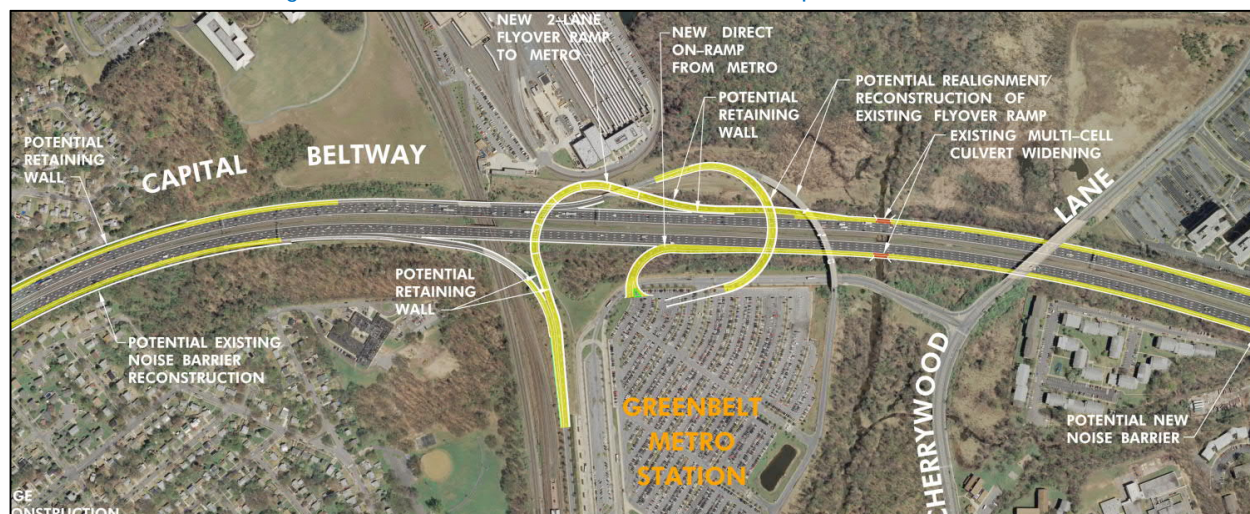 NEW 2-LANE
FLYOVER RAMP
TO METRO
NEW DIRECT
ON-RAMP
FROM METRO
POTENTIAL REALIGNMENT/
RECONSTRUCTION OF
EXISTING FLYOVER RAMP
POTENTIAL
RETAINING
WALL
EXISTING MULTI-CELL
CULVERT WIDENING
POTENTIAL
RETAINING
WALL
CAPITAL BELTWAY
LANE
POTENTIAL
RETAINING
WALL
POTENTIAL EXISTING
NOISE BARRIER
RECONSTRUCTION
GREENBELT
METRO
STATION
CHERRYWOOD
POTENTIAL NEW
NOISE BARRIER
GE
ONSTRUCTION